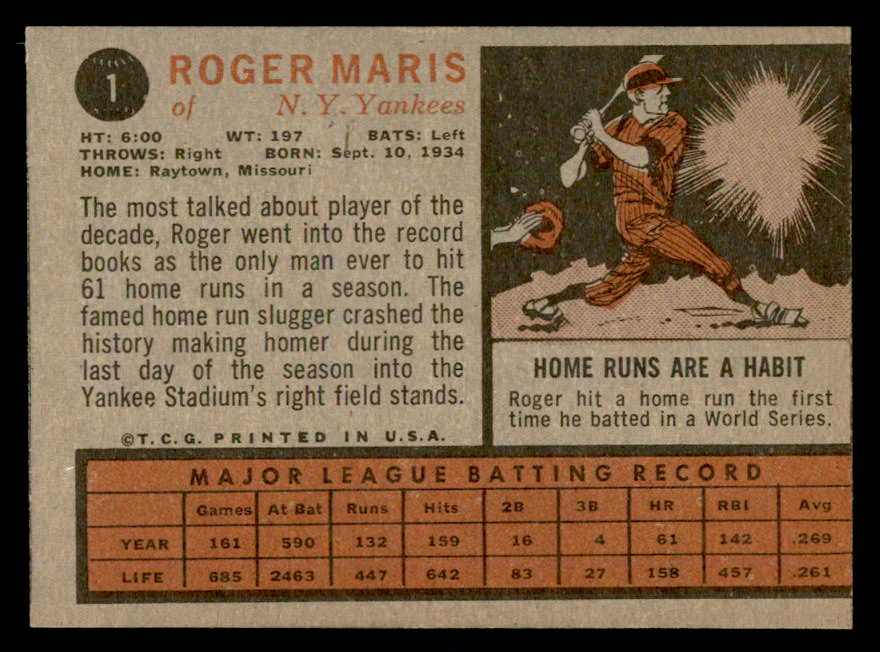 1
ROGER MARIS
of N. Y. Yankees
HT: 6:00 WT: 197 BATS: Left
THROWS: Right BORN: Sept. 10, 1934
HOME: Raytown, Missouri
The most talked about player of the
decade, Roger went into the record
books as the only man ever to hit
61 home runs in a season. The
famed home run slugger crashed the
history making homer during the
last day of the season into the
Yankee Stadium's right field stands.
©T.C.G. PRINTED IN U.S.A.
HOME RUNS ARE A HABIT
Roger hit a home run the first
time he batted in a World Series.
MAJOR LEAGUE BATTING RECORD
Games At Bat Runs Hits 2B 3B HR RBI Avg
YEAR 161 590 132 159 16 4 61 142 .269
LIFE 685 2463 447 642 83 27 158 457 .261